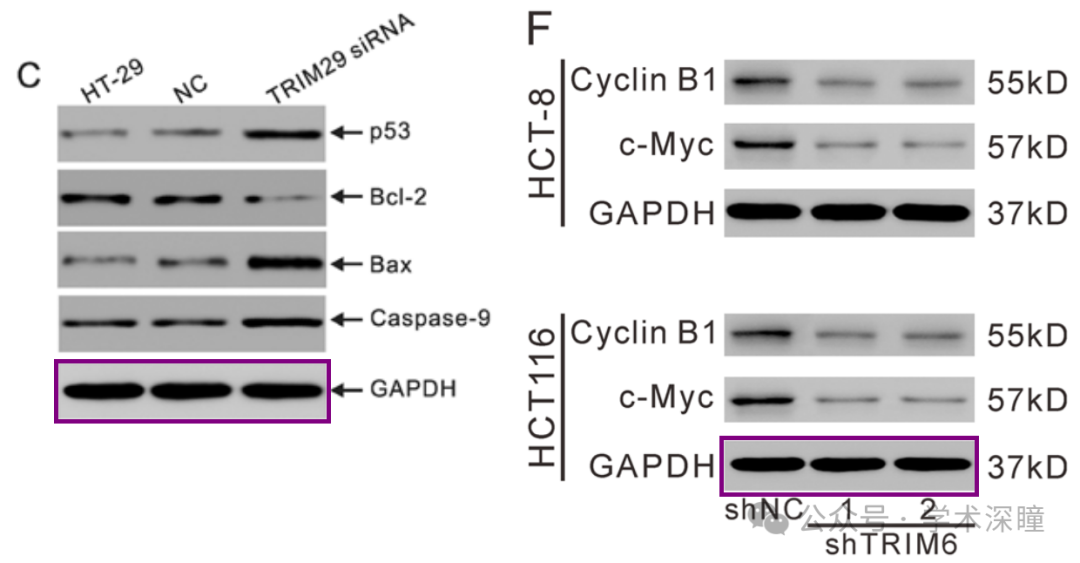 C
HT-29 NC TRIM29 siRNA
p53
Bcl-2
Bax
Caspase-9
GAPDH
F
HCT-8
Cyclin B1 55kD
c-Myc 57kD
GAPDH 37kD
HCT116
Cyclin B1 55kD
c-Myc 57kD
GAPDH 37kD
shNC 1 2
shTRIM6
公众号 · 学术深瞳